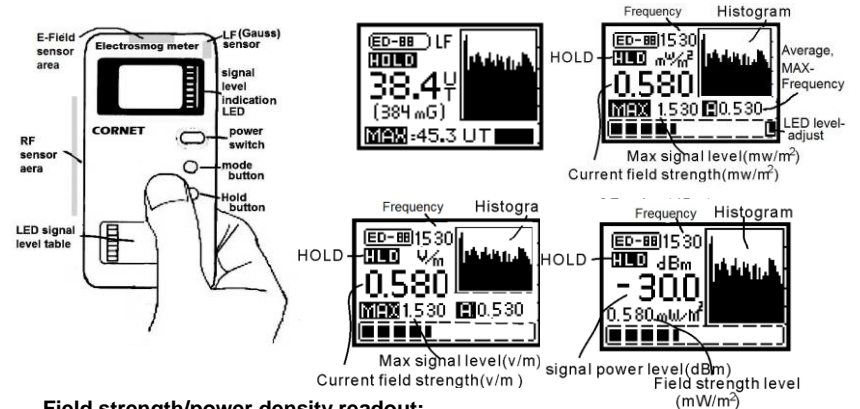 E-Field
sensor
area
Electrosmog meter
LF(Gauss)
sensor
signal
level
indication
LED
CORNET
power
switch
RF
sensor
aera
mode
button
Hold
button
LED signal
level table
ED-88 LF
HOLD
38.4 UT
(384 mG)
MAX:45.3 UT
Frequency
Histogram
HOLD
ED-88 1530
HLD mW/m²
0.580
MAX 1.530 A 0.530
Average,
MAX-
Frequency
LED level-
adjust
Max signal level(mw/m²)
Current field strength(mw/m²)
Frequency
Histogra
HOLD
ED-88 1530
HLD V/m
0.580
MAX 1.530 A 0.530
Max signal level(v/m)
Current field strength(v/m )
Frequency
Histogram
HOLD
ED-88 1530
HLD dBm
-30.0
0.580mW/m²
signal power level(dBm)
Field strength level
(mW/m²)
Field strength/power density readout: